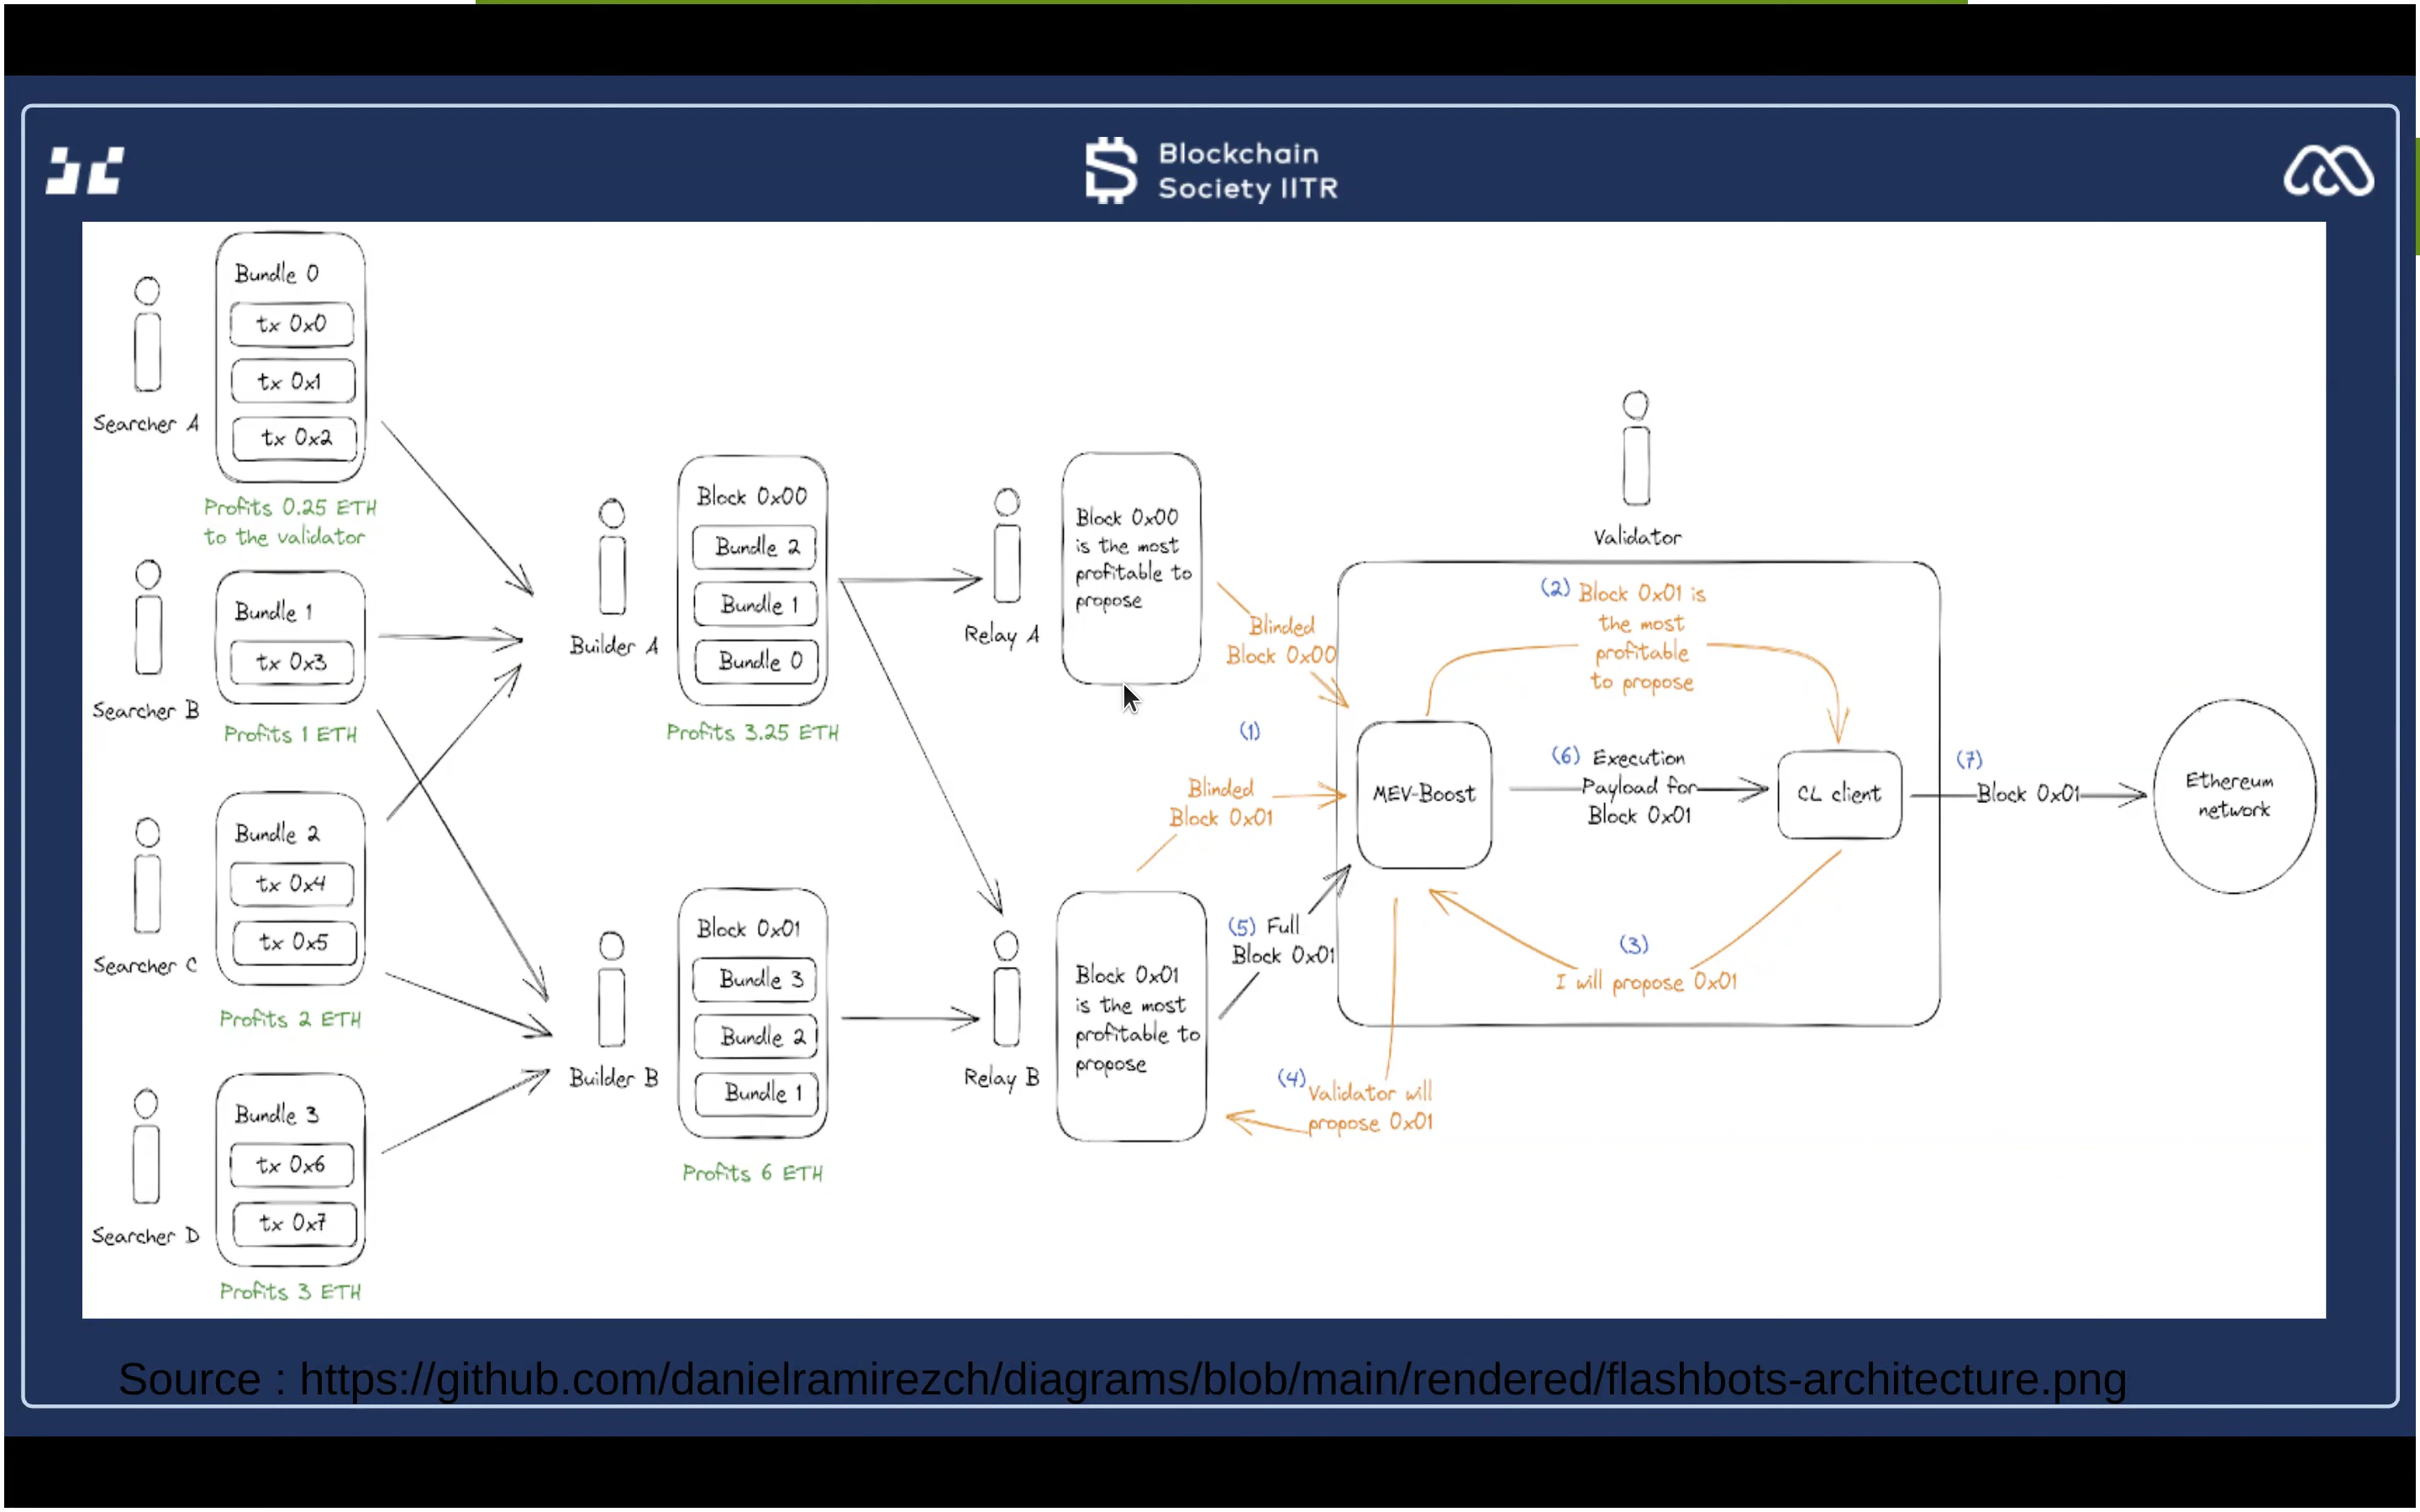 Blockchain
Society IITR
Bundle 0
tx 0x0
tx 0x1
tx 0x2
Searcher A
Profits 0.25 ETH
to the validator
Bundle 1
tx 0x3
Searcher B
Profits 1 ETH
Bundle 2
tx 0x4
tx 0x5
Searcher C
Profits 2 ETH
Bundle 3
tx 0x6
tx 0x7
Searcher D
Profits 3 ETH
Builder A
Block 0x00
Bundle 2
Bundle 1
Bundle 0
Profits 3.25 ETH
Builder B
Block 0x01
Bundle 3
Bundle 2
Bundle 1
Profits 6 ETH
Relay A
Block 0x00
is the most
profitable to
propose
Relay B
Block 0x01
is the most
profitable to
propose
Blinded
Block 0x00
(1)
Blinded
Block 0x01
Validator
(2) Block 0x01 is
the most
profitable
to propose
MEV-Boost
(6) Execution
Payload for
Block 0x01
CL client
(3)
I will propose 0x01
(4) Validator will
propose 0x01
(5) Full
Block 0x01
(7)
Block 0x01
Ethereum
network
Source : https://github.com/danielramirezch/diagrams/blob/main/rendered/flashbots-architecture.png